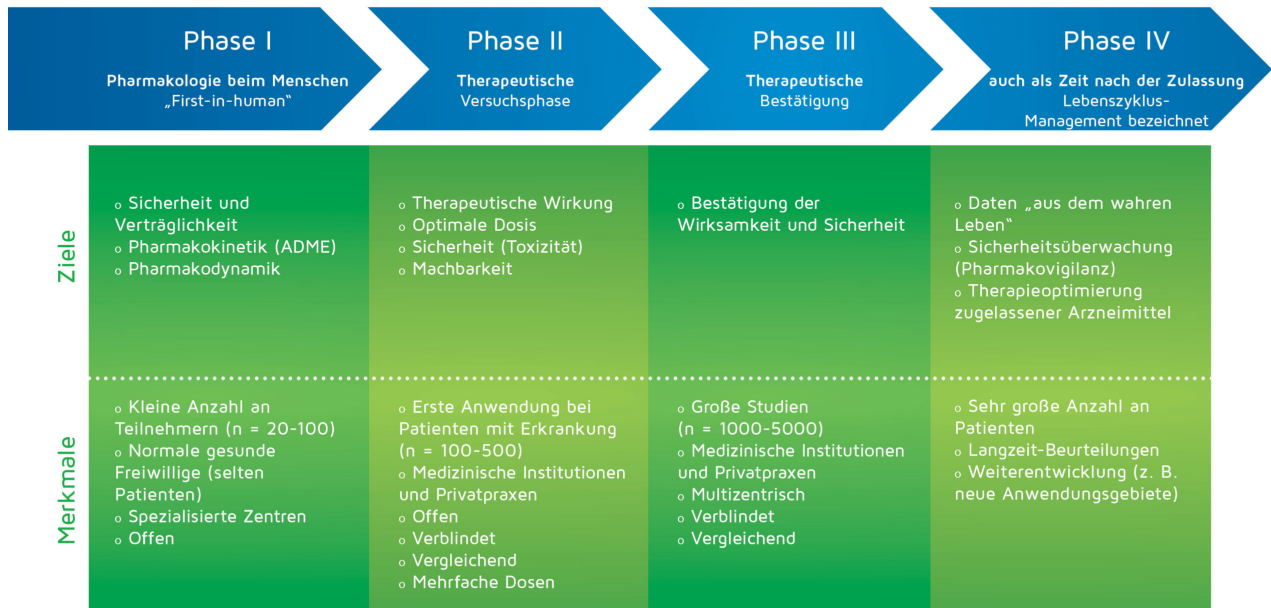 Phase I
Pharmakologie beim Menschen
„First-in-human“
Phase II
Therapeutische
Versuchsphase
Phase III
Therapeutische
Bestätigung
Phase IV
auch als Zeit nach der Zulassung
Lebenszyklus-
Management bezeichnet
Ziele
o Sicherheit und
Verträglichkeit
o Pharmakokinetik (ADME)
o Pharmakodynamik
o Therapeutische Wirkung
o Optimale Dosis
o Sicherheit (Toxizität)
o Machbarkeit
o Bestätigung der
Wirksamkeit und Sicherheit
o Daten „aus dem wahren
Leben“
o Sicherheitsüberwachung
(Pharmakovigilanz)
o Therapieoptimierung
zugelassener Arzneimittel
Merkmale
o Kleine Anzahl an
Teilnehmern (n = 20-100)
o Normale gesunde
Freiwillige (selten
Patienten)
o Spezialisierte Zentren
o Offen
o Erste Anwendung bei
Patienten mit Erkrankung
(n = 100-500)
o Medizinische Institutionen
und Privatpraxen
o Offen
o Verblindet
o Vergleichend
o Mehrfache Dosen
o Große Studien
(n = 1000-5000)
o Medizinische Institutionen
und Privatpraxen
o Multizentrisch
o Verblindet
o Vergleichend
o Sehr große Anzahl an
Patienten
o Langzeit-Beurteilungen
o Weiterentwicklung (z. B.
neue Anwendungsgebiete)